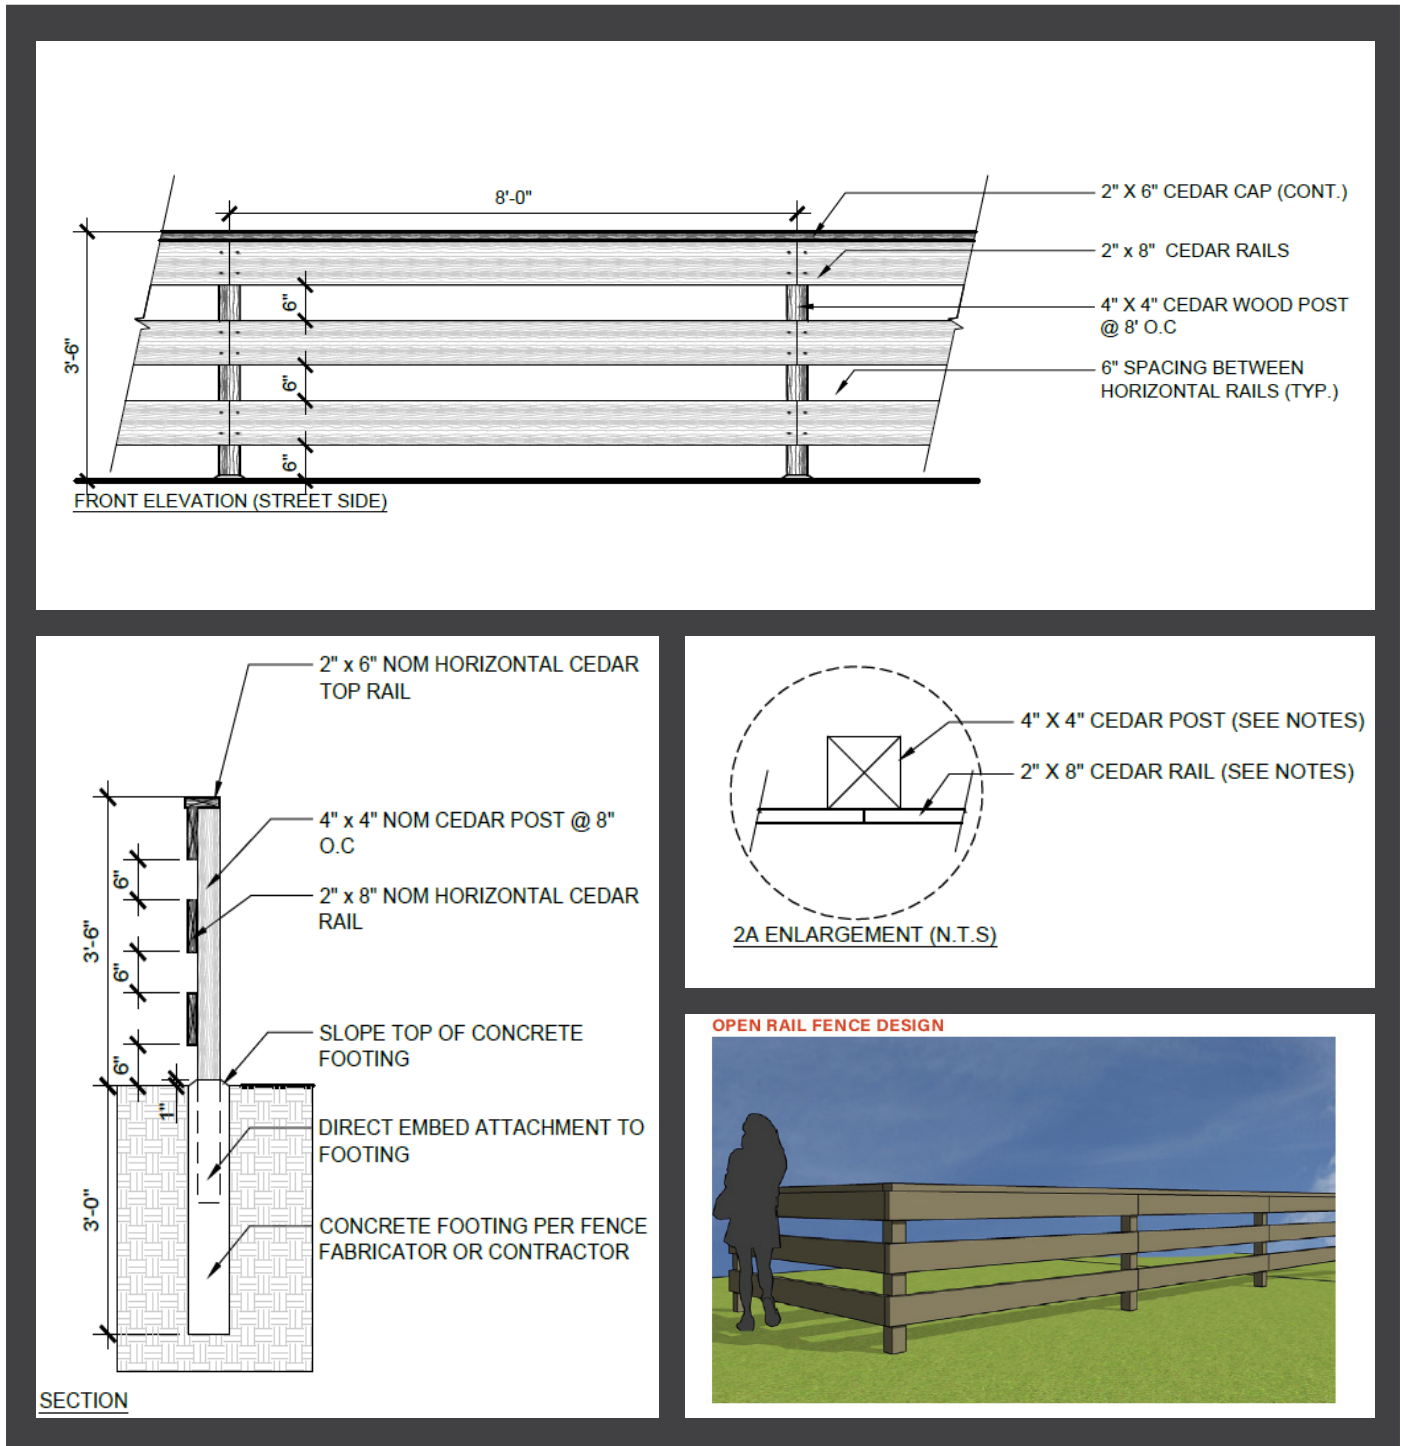 8'-0"
2" X 6" CEDAR CAP (CONT.)
2" x 8" CEDAR RAILS
4" X 4" CEDAR WOOD POST
@ 8' O.C
6" SPACING BETWEEN
HORIZONTAL RAILS (TYP.)
3'-6"
6"
6"
6"
FRONT ELEVATION (STREET SIDE)
2" x 6" NOM HORIZONTAL CEDAR
TOP RAIL
4" x 4" NOM CEDAR POST @ 8"
O.C
2" x 8" NOM HORIZONTAL CEDAR
RAIL
SLOPE TOP OF CONCRETE
FOOTING
DIRECT EMBED ATTACHMENT TO
FOOTING
CONCRETE FOOTING PER FENCE
FABRICATOR OR CONTRACTOR
3'-6"
6"
6"
6"
1"
3'-0"
SECTION
4" X 4" CEDAR POST (SEE NOTES)
2" X 8" CEDAR RAIL (SEE NOTES)
2A ENLARGEMENT (N.T.S)
OPEN RAIL FENCE DESIGN